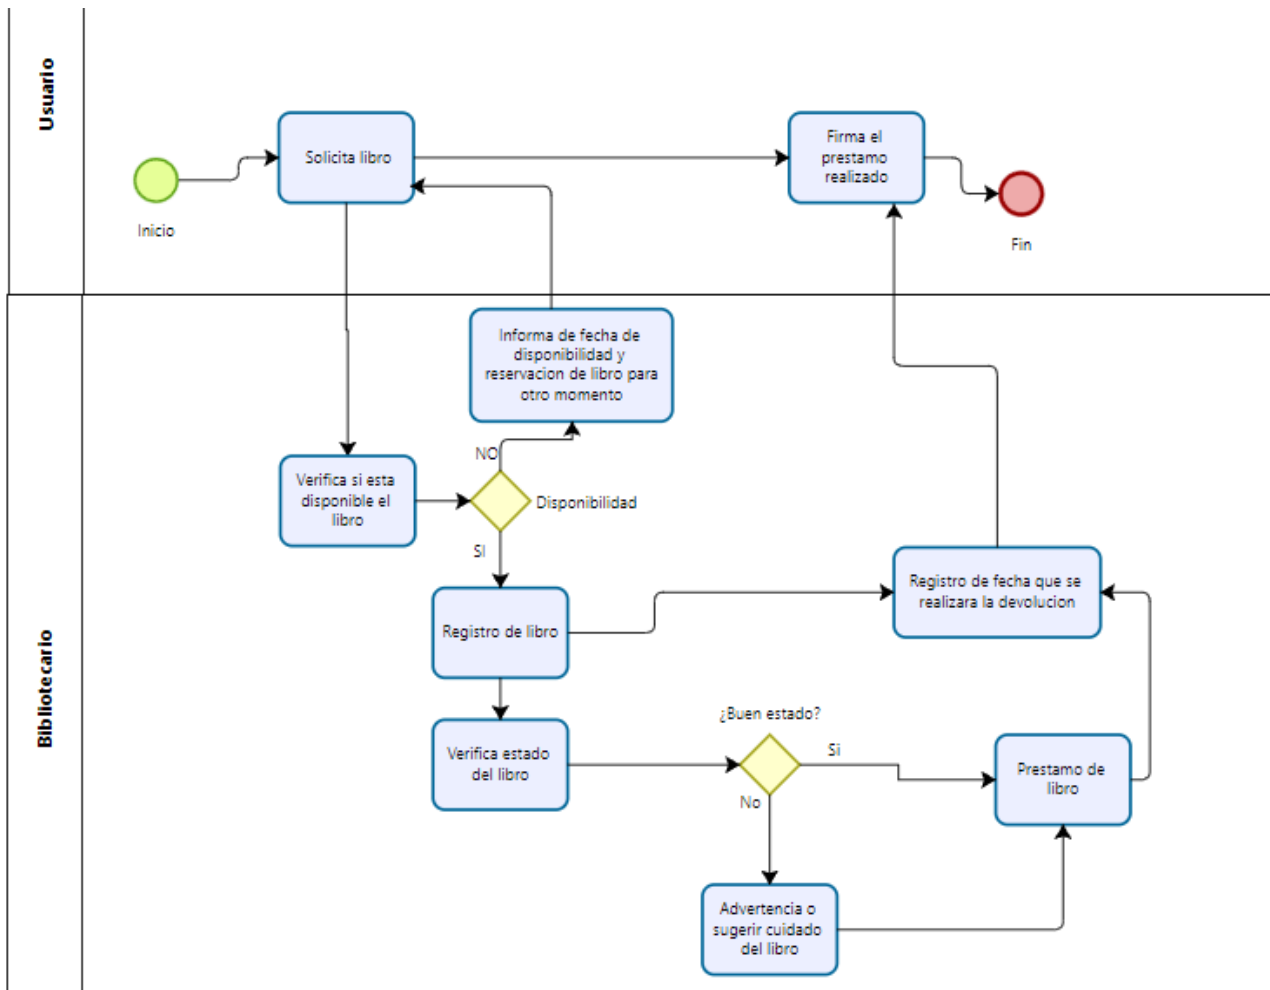 Usuario
Solicita libro
Firma el
prestamo
realizado
Inicio
Fin
Bibliotecario
Informa de fecha de
disponibilidad y
reservacion de libro para
otro momento
NO
Verifica si esta
disponible el
libro
Disponibilidad
SI
Registro de libro
Registro de fecha que se
realizara la devolucion
Verifica estado
del libro
¿Buen estado?
Si
No
Prestamo de
libro
Advertencia o
sugerir cuidado
del libro